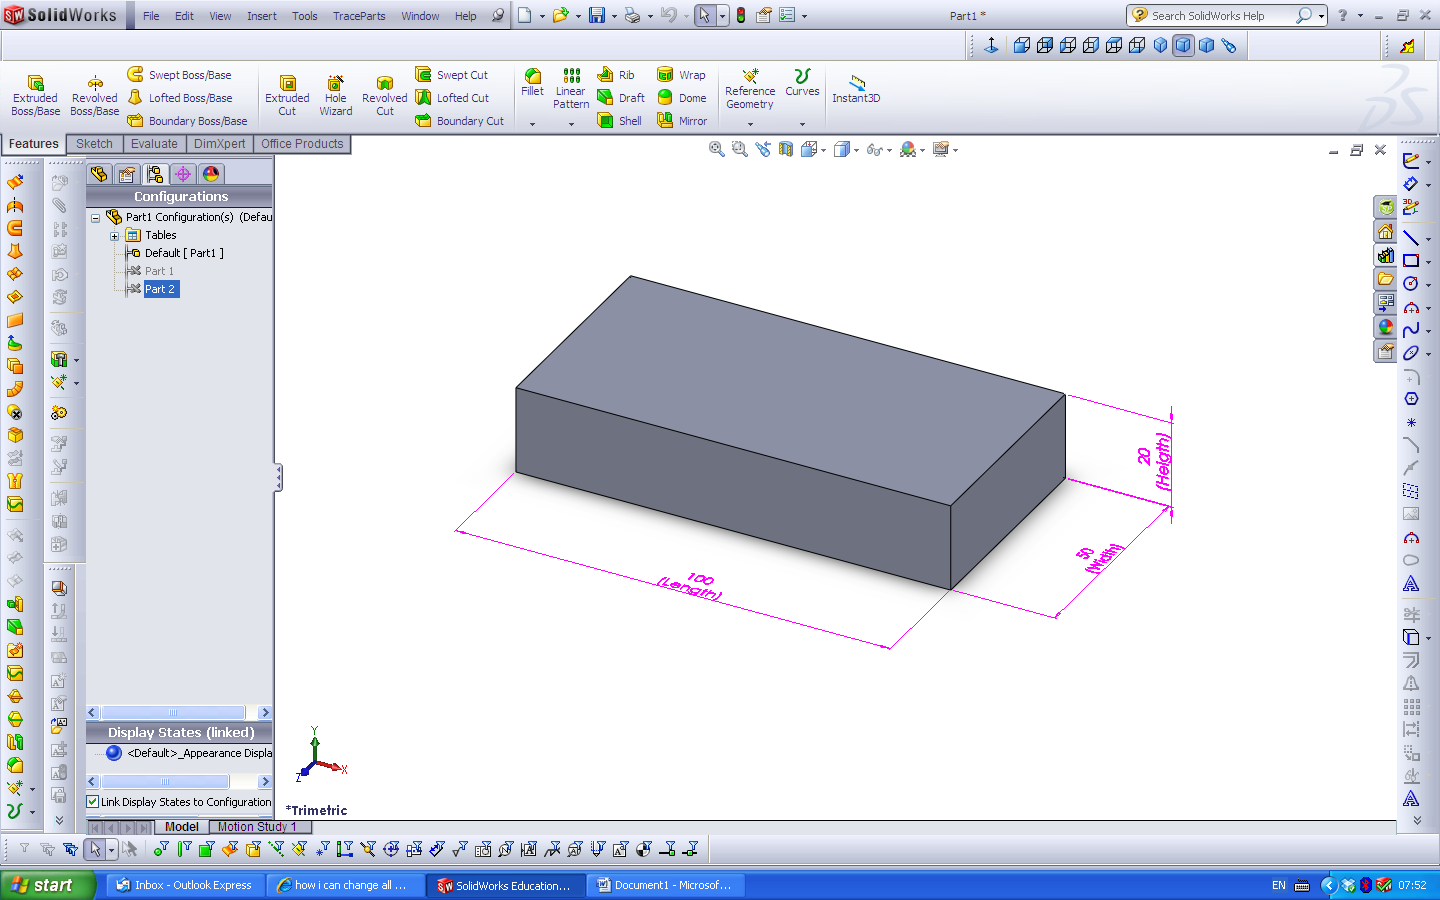 SolidWorks
File Edit View Insert Tools TraceParts Window Help
Part1 *
Search SolidWorks Help
Extruded Boss/Base
Revolved Boss/Base
Swept Boss/Base
Lofted Boss/Base
Boundary Boss/Base
Extruded Cut
Hole Wizard
Revolved Cut
Swept Cut
Lofted Cut
Boundary Cut
Fillet
Linear Pattern
Rib
Draft
Shell
Wrap
Dome
Mirror
Reference Geometry
Curves
Instant3D
Features Sketch Evaluate DimXpert Office Products
Configurations
Part1 Configuration(s) (Defau
Tables
Default [ Part1 ]
Part 1
Part 2
20
(Heigth)
50
(Width)
100
(Length)
Display States (linked)
<Default>_Appearance Displa
Link Display States to Configuration
Y
X
Z
*Trimetric
Model Motion Study 1
start
Inbox - Outlook Express
how i can change all ...
SolidWorks Education...
Document1 - Microsof...
EN
07:52